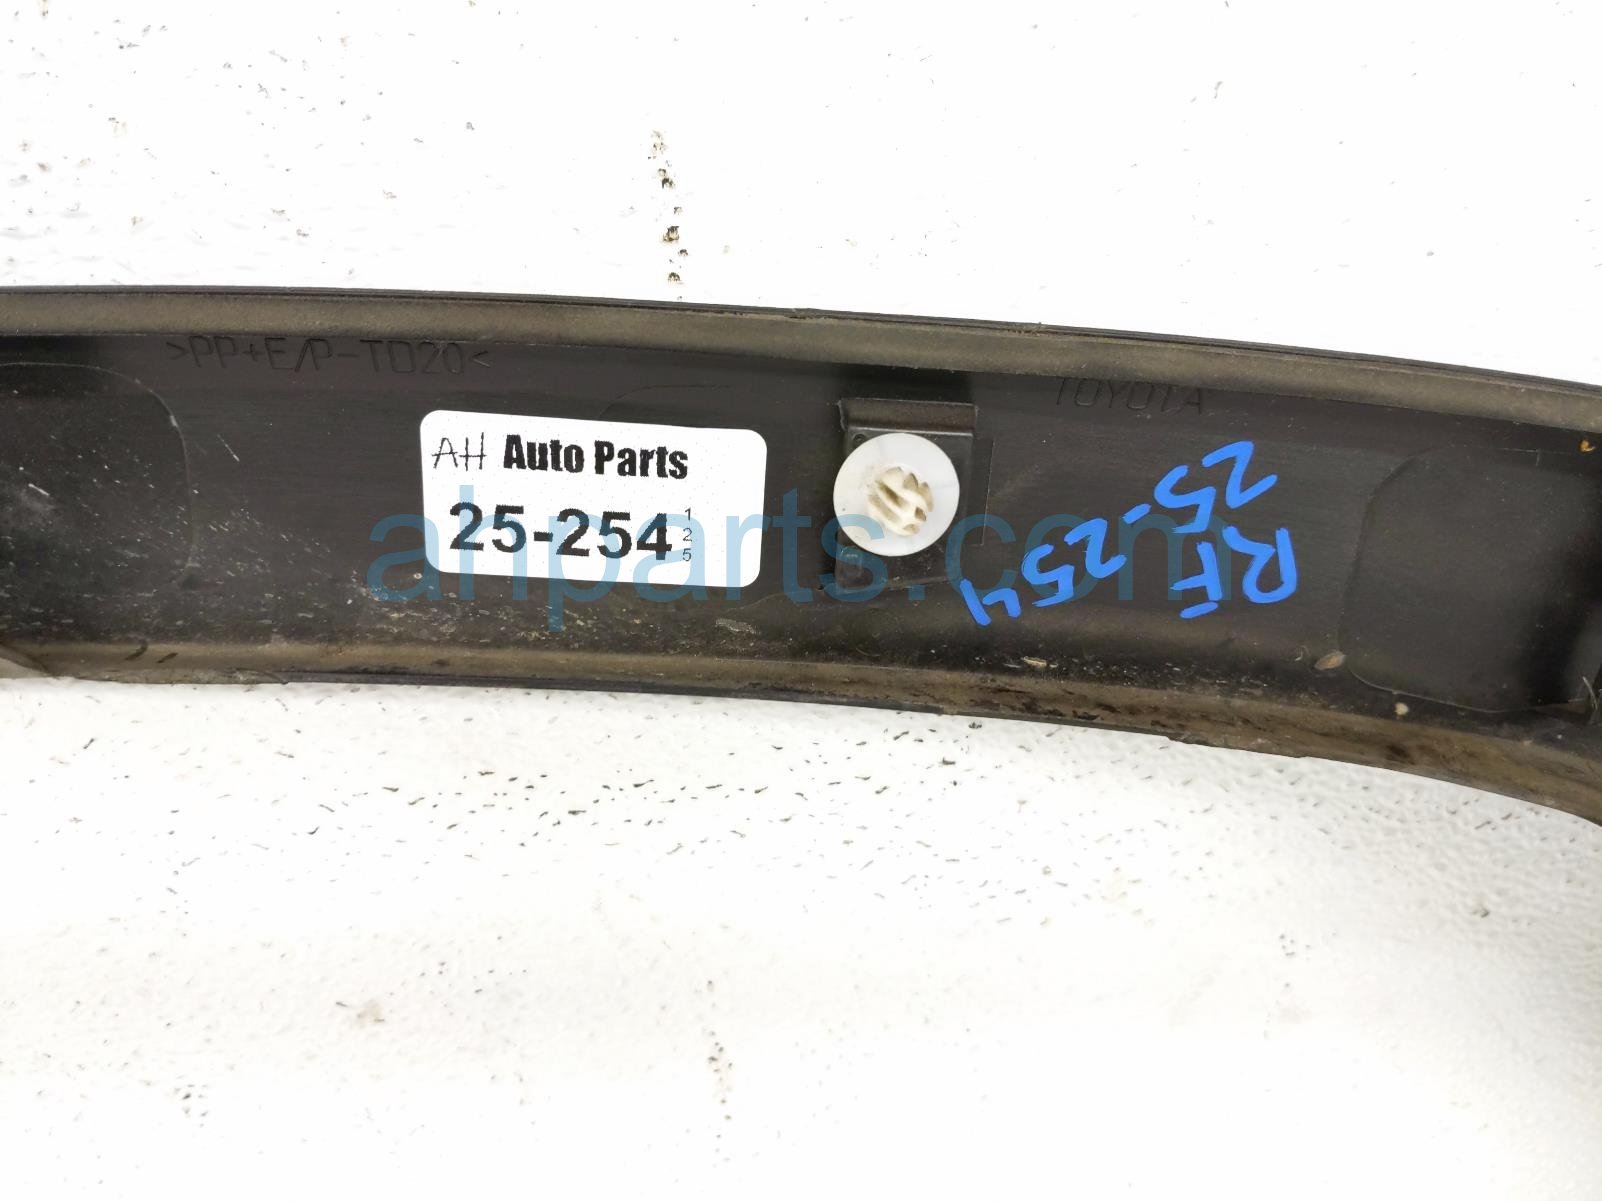 >PP+E/P-TD20<
TOYOTA
AH Auto Parts
25-254
1
2
5
RF
25-254
ahparts.com